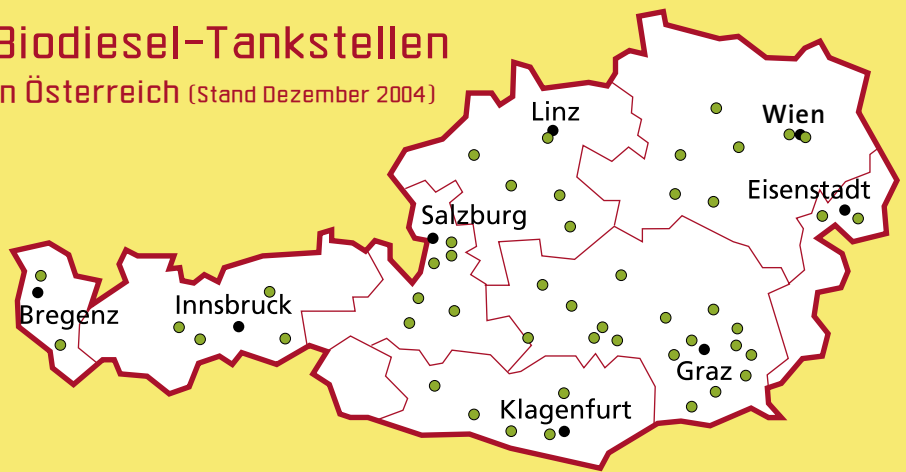 Biodiesel-Tankstellen
n Österreich (Stand Dezember 2004)
Linz
Wien
Eisenstadt
Salzburg
Innsbruck
Bregenz
Graz
Klagenfurt